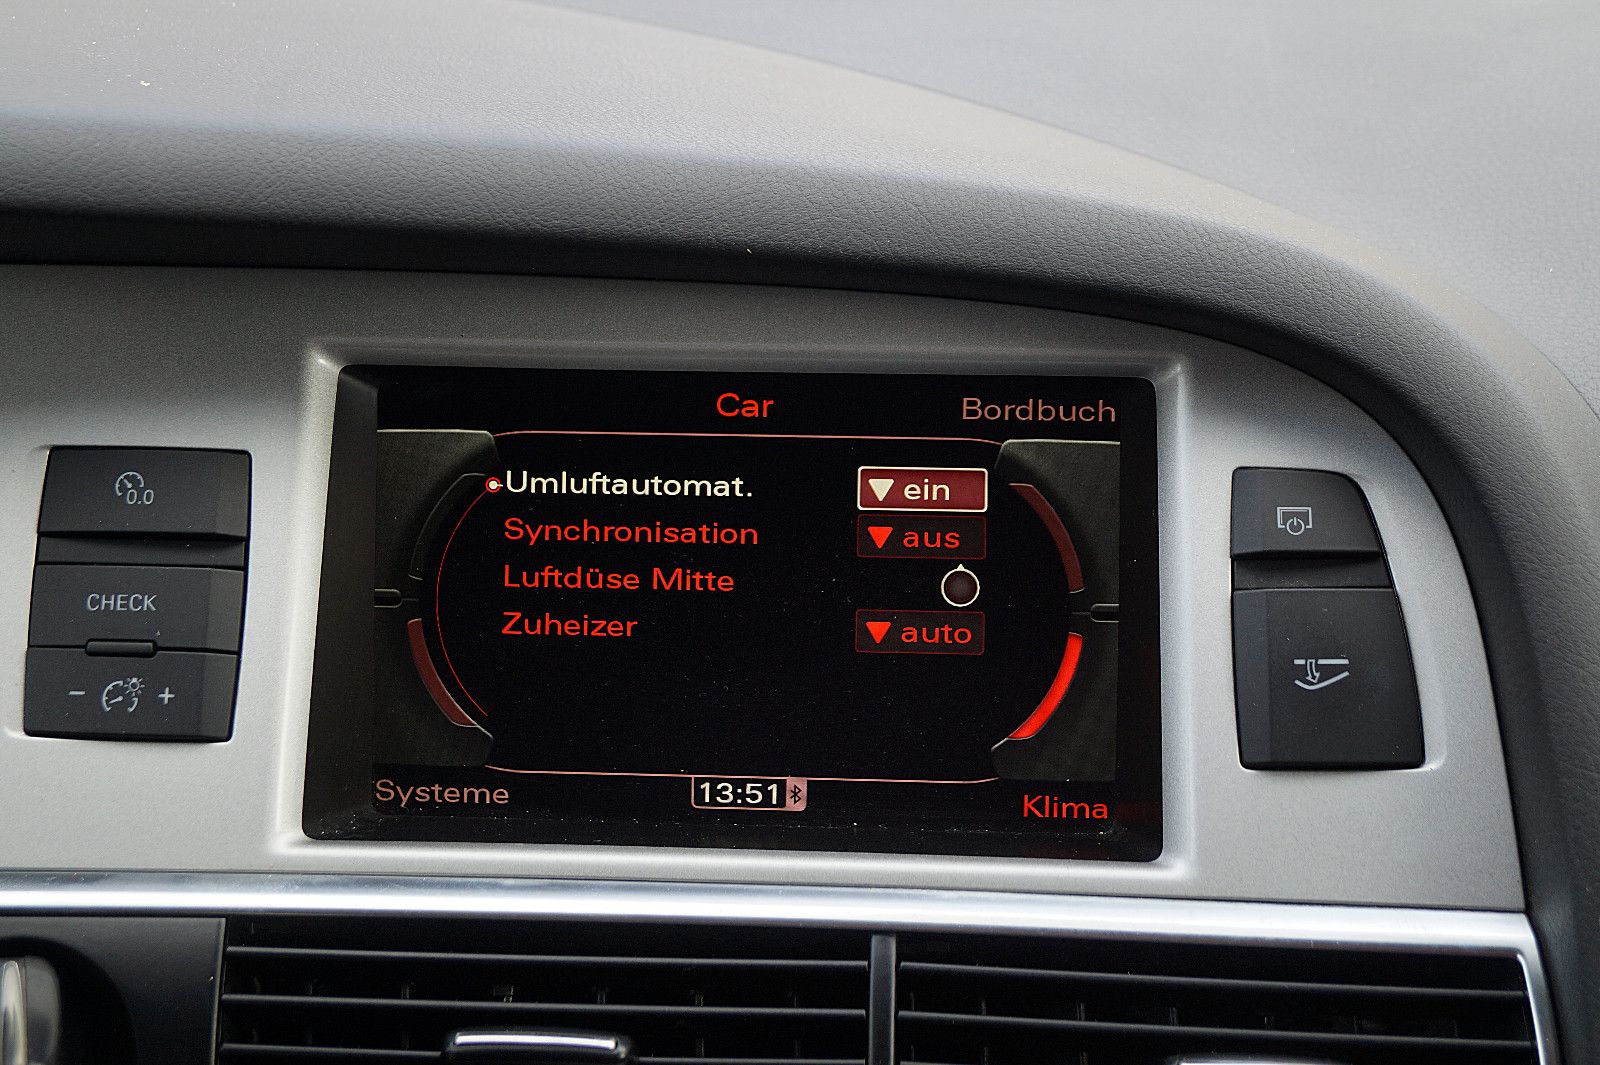 Car
Bordbuch
Umluftautomat. ein
Synchronisation aus
Luftdüse Mitte
Zuheizer auto
Systeme
13:51
Klima
0.0
CHECK
- +